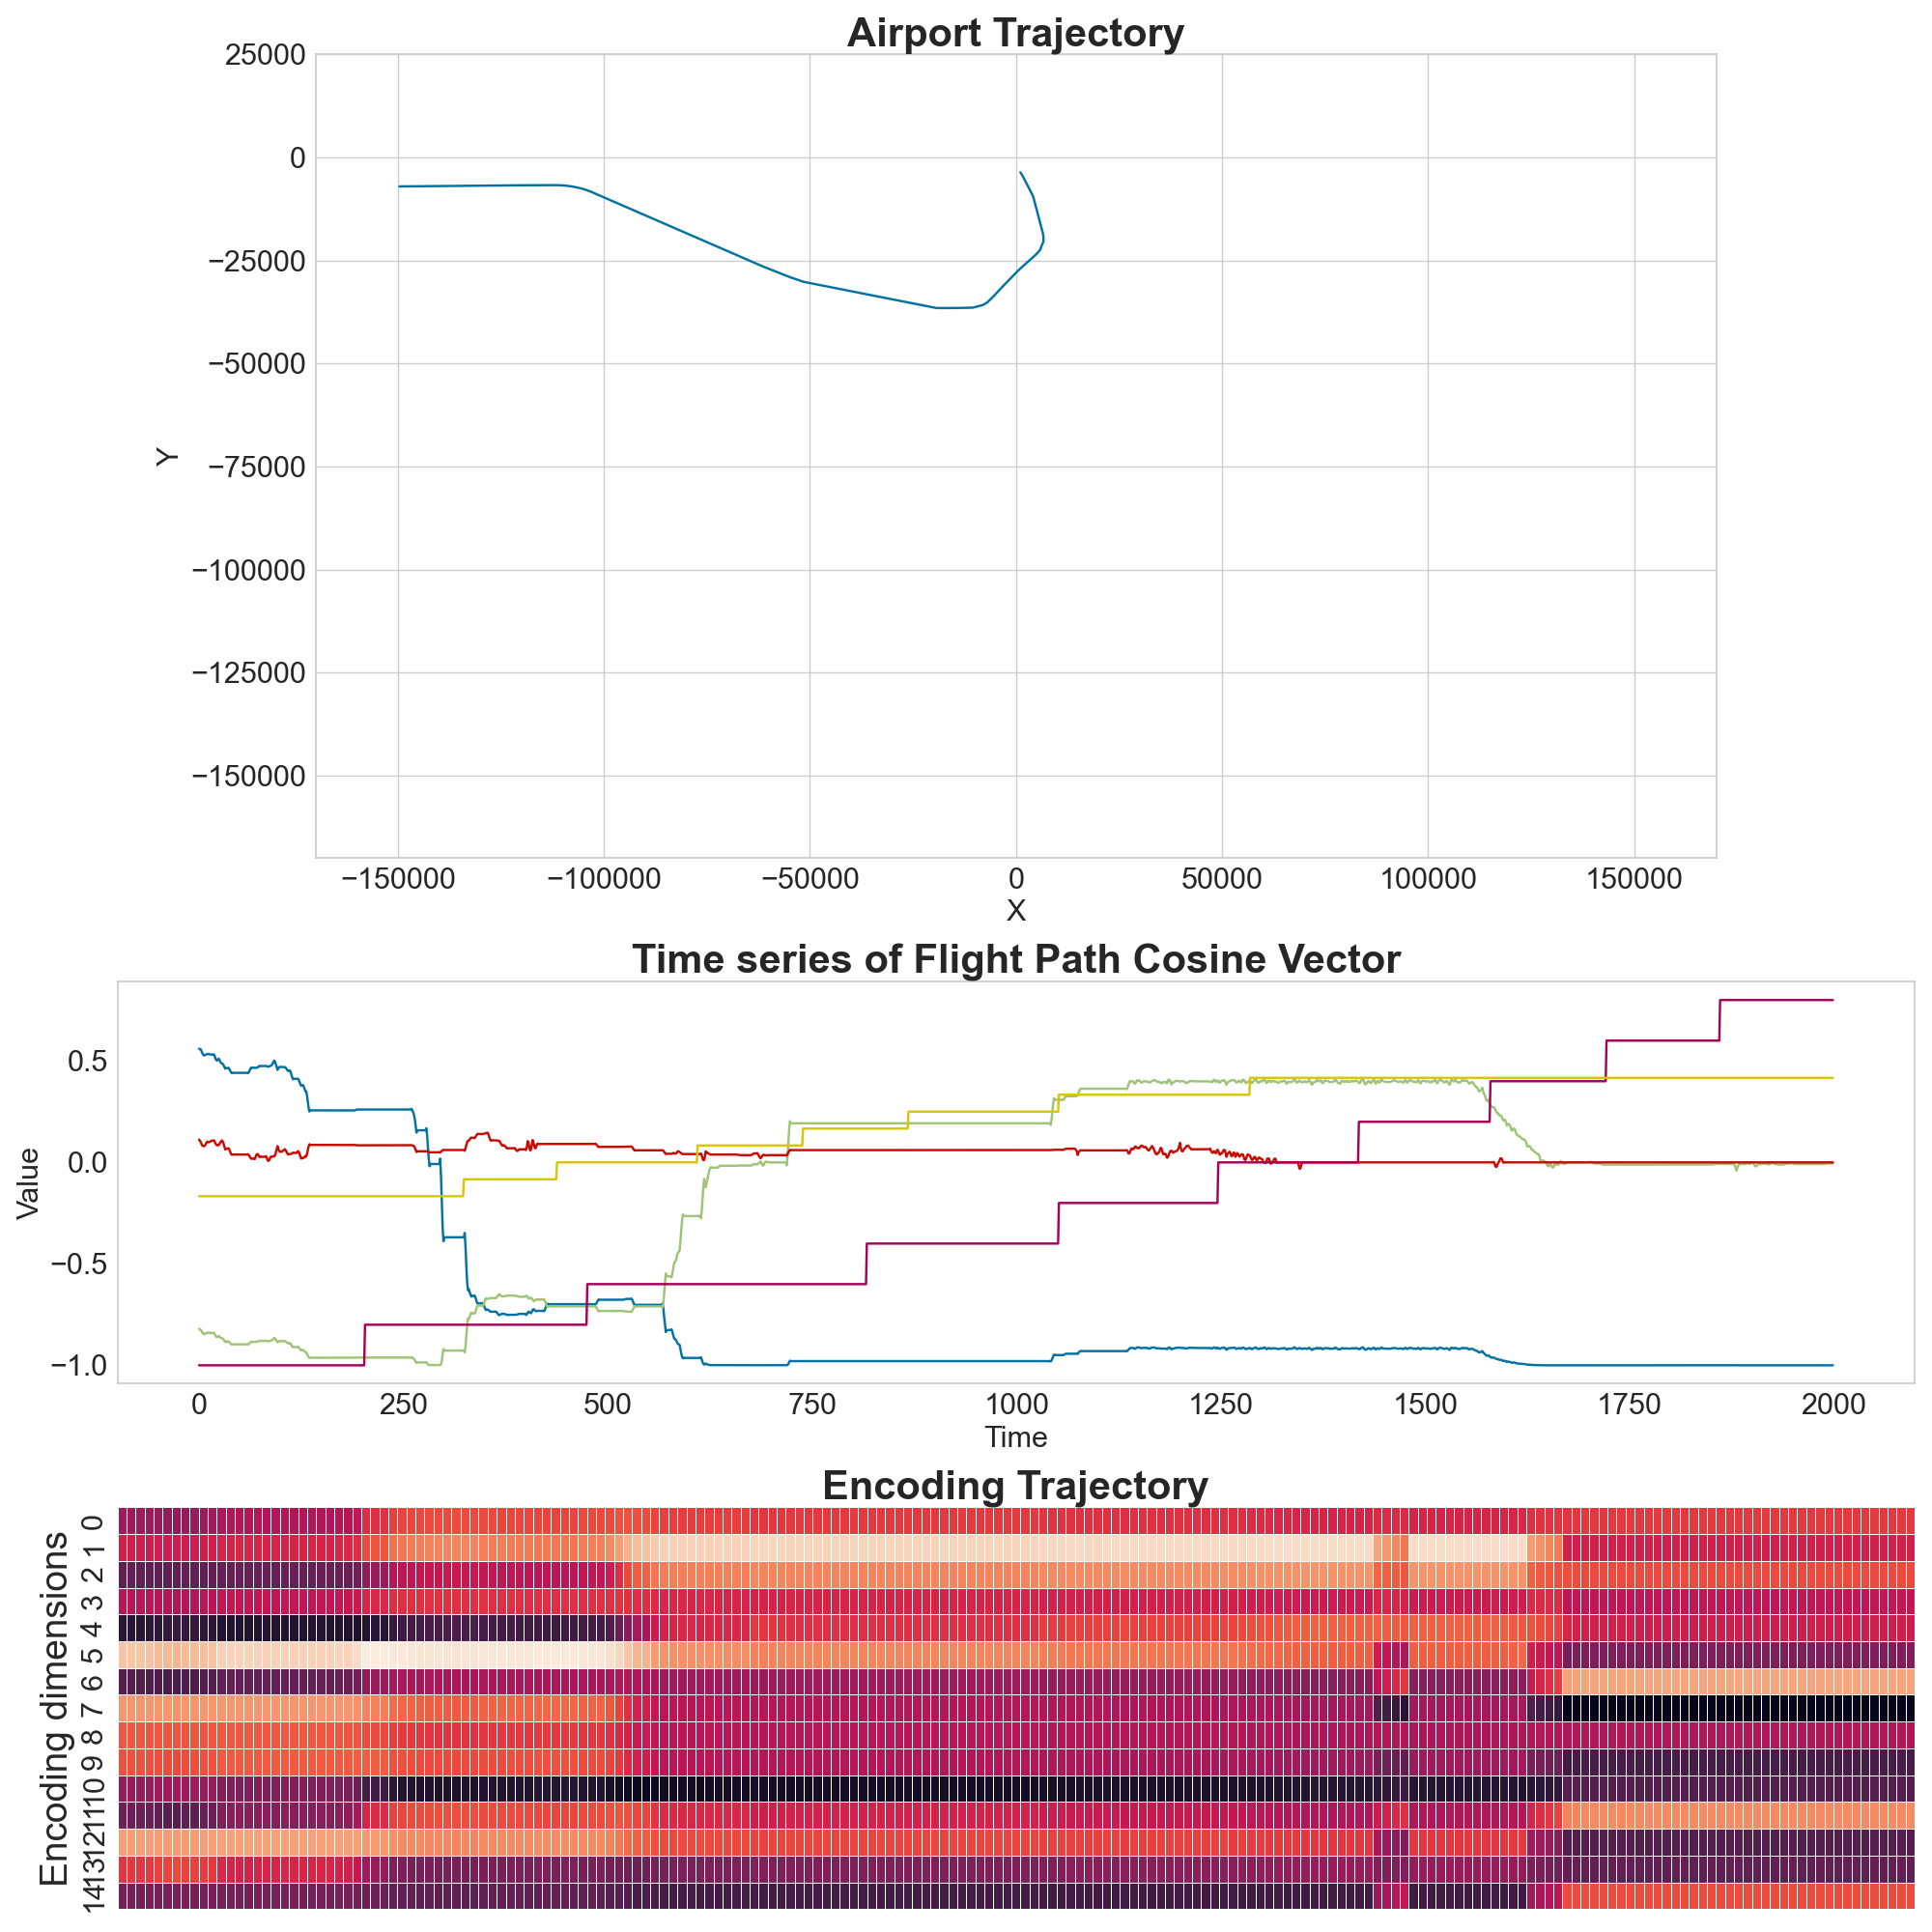 Airport Trajectory
25000
0
−25000
−50000
−75000
−100000
−125000
−150000
Y
−150000 −100000 −50000 0 50000 100000 150000
X
Time series of Flight Path Cosine Vector
0.5
0.0
−0.5
−1.0
Value
0 250 500 750 1000 1250 1500 1750 2000
Time
Encoding Trajectory
Encoding dimensions
0
1
2
3
4
5
6
7
8
9
10
11
12
13
14